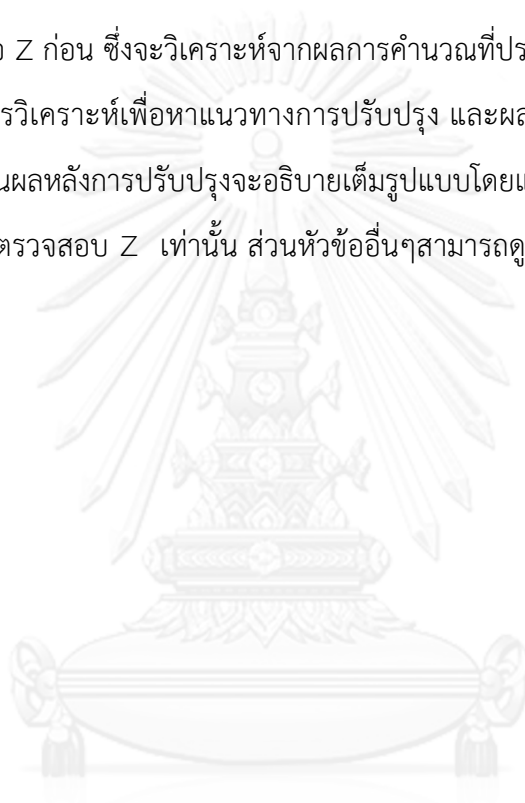 Z ก่อน ซึ่งจะวิเคราะห์จากผลการคำนวณที่ประ
รวิเคราะห์เพื่อหาแนวทางการปรับปรุง และผล
นผลหลังการปรับปรุงจะอธิบายเต็มรูปแบบโดยแ
ตรวจสอบ Z เท่านั้น ส่วนหัวข้ออื่นๆสามารถดู